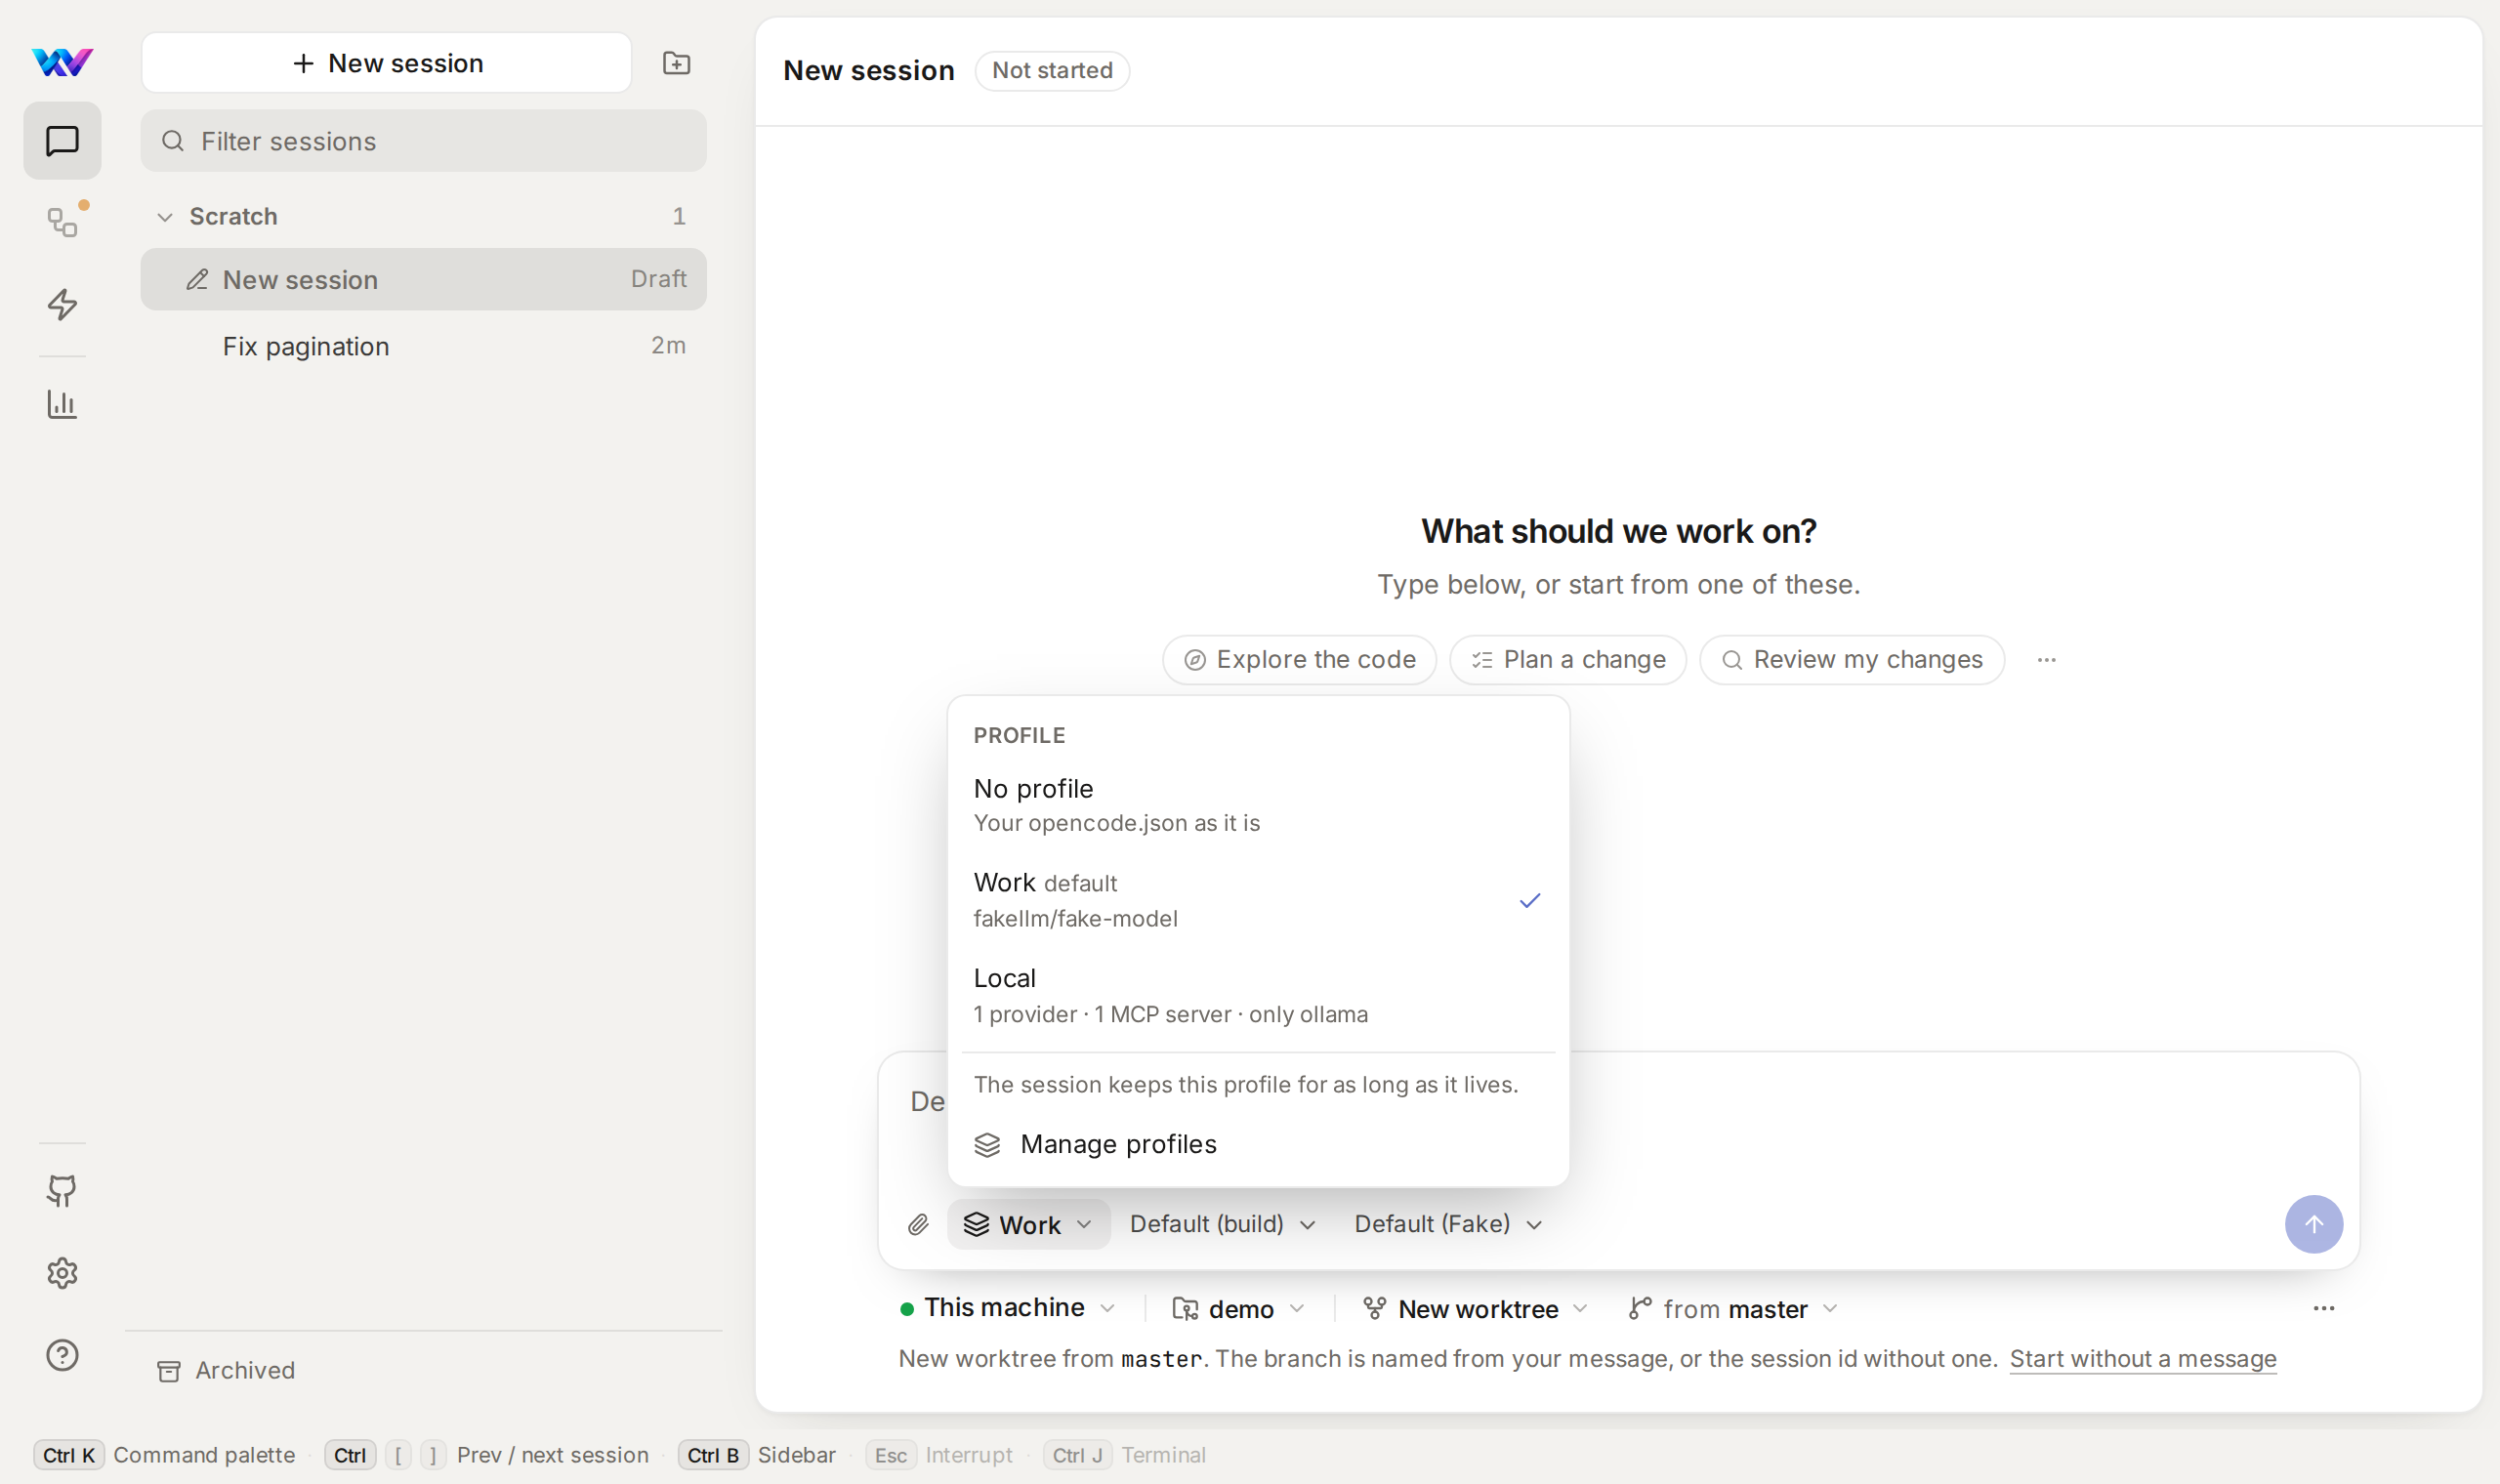 New session
Filter sessions
Scratch 1
New session Draft
Fix pagination 2m
Archived
New session Not started
What should we work on?
Type below, or start from one of these.
Explore the code Plan a change Review my changes
PROFILE
No profile
Your opencode.json as it is
Work default
fakellm/fake-model
Local
1 provider · 1 MCP server · only ollama
The session keeps this profile for as long as it lives.
Manage profiles
De
Work Default (build) Default (Fake)
This machine demo New worktree from master
New worktree from master. The branch is named from your message, or the session id without one. Start without a message
Ctrl K Command palette · Ctrl [ ] Prev / next session · Ctrl B Sidebar · Esc Interrupt · Ctrl J Terminal